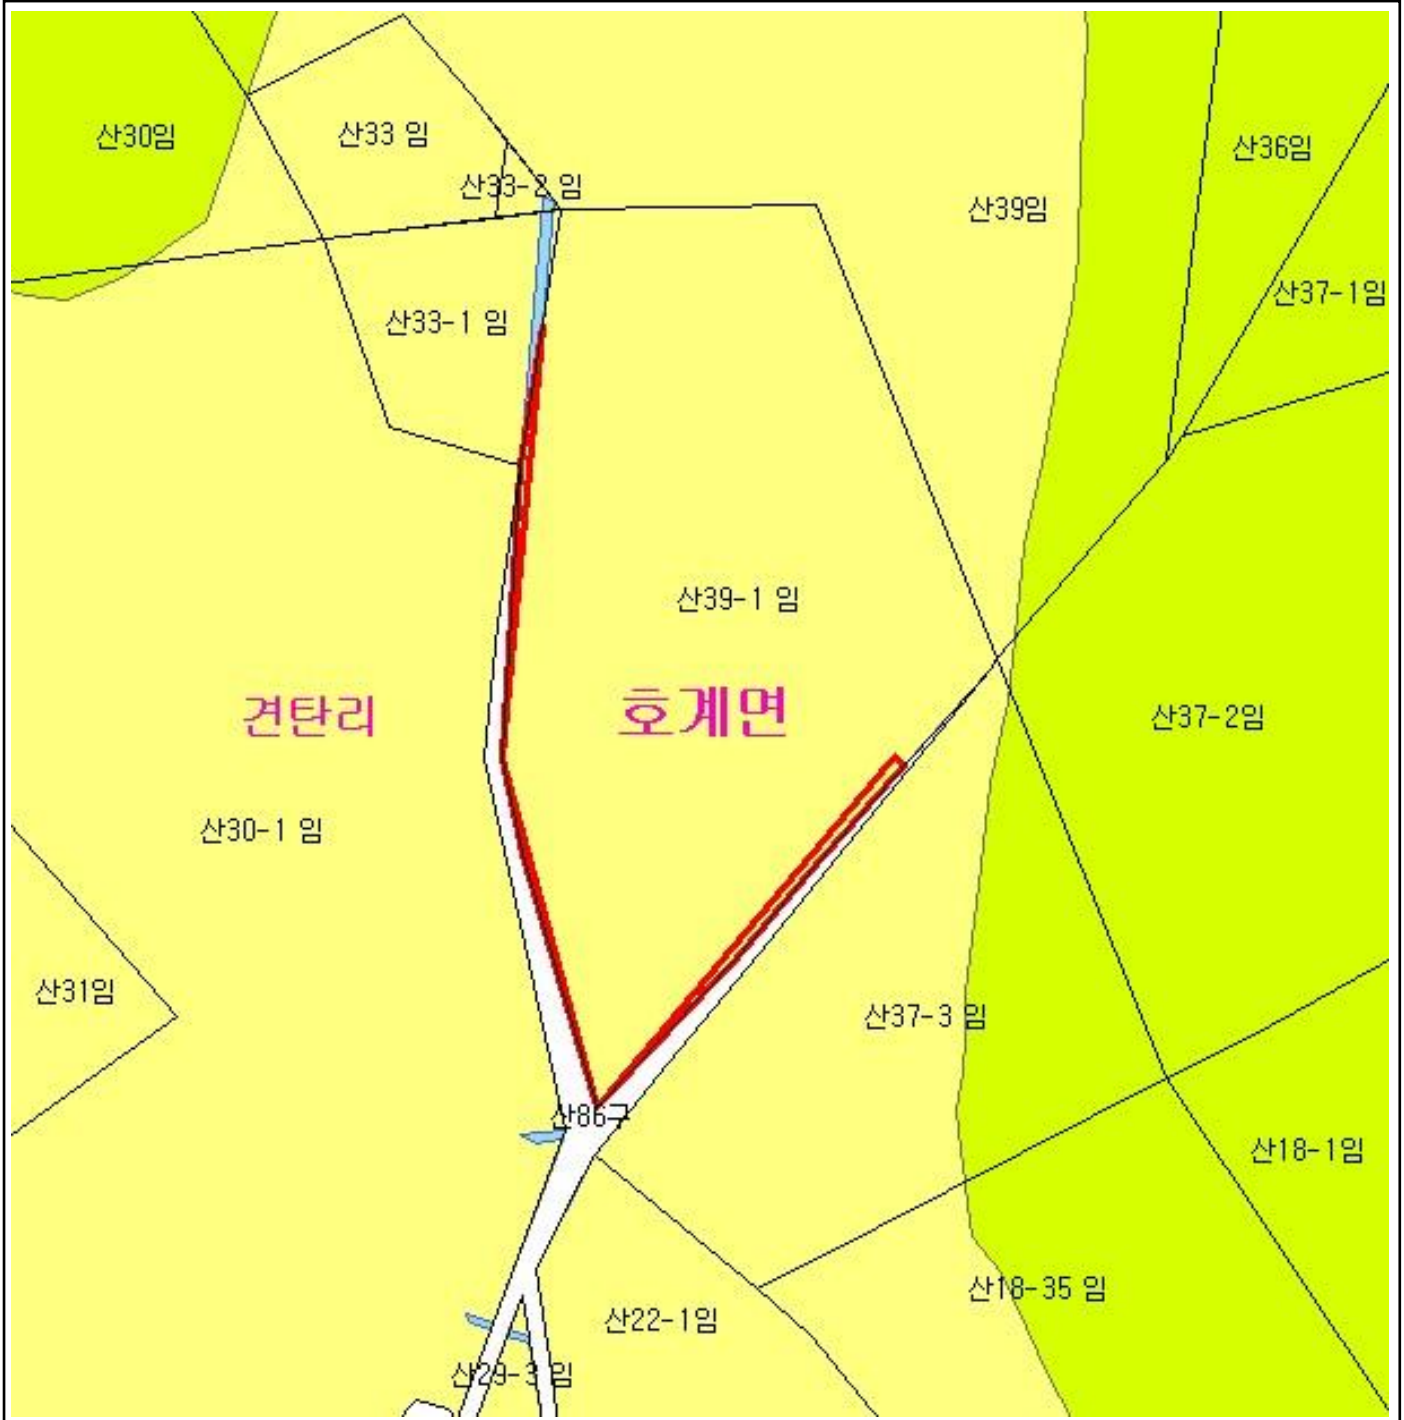 산30임
산33 임
산36임
산33-2 임
산39임
산37-1임
산33-1 임
산39-1 임
견탄리
호계면
산37-2임
산30-1 임
산31임
산37-3 임
산86구
산18-1임
산18-35 임
산22-1임
산29-3 임